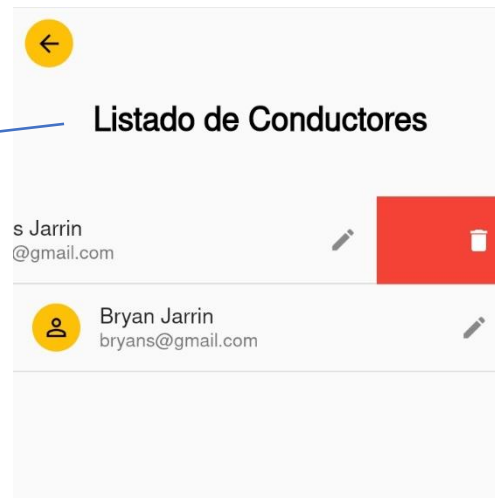 Listado de Conductores
s Jarrin
@gmail.com
Bryan Jarrin
bryans@gmail.com